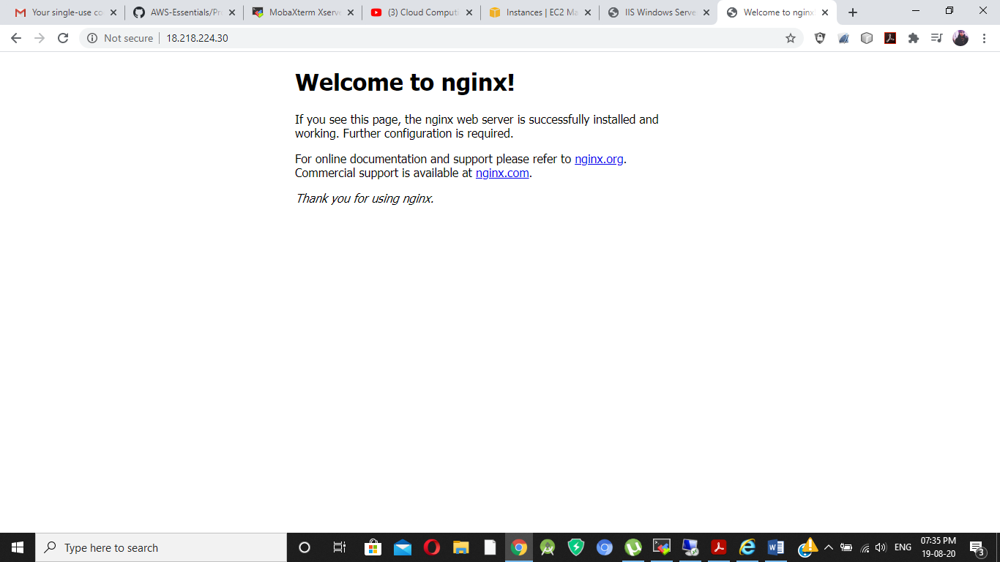 Your single-use co
AWS-Essentials/Pr
MobaXterm Xserve
(3) Cloud Computi
Instances | EC2 Ma
IIS Windows Serve
Welcome to nginx
Not secure
18.218.224.30
Welcome to nginx!
If you see this page, the nginx web server is successfully installed and
working. Further configuration is required.
For online documentation and support please refer to nginx.org.
Commercial support is available at nginx.com.
Thank you for using nginx.
Type here to search
ENG
07:35 PM
19-08-20
3